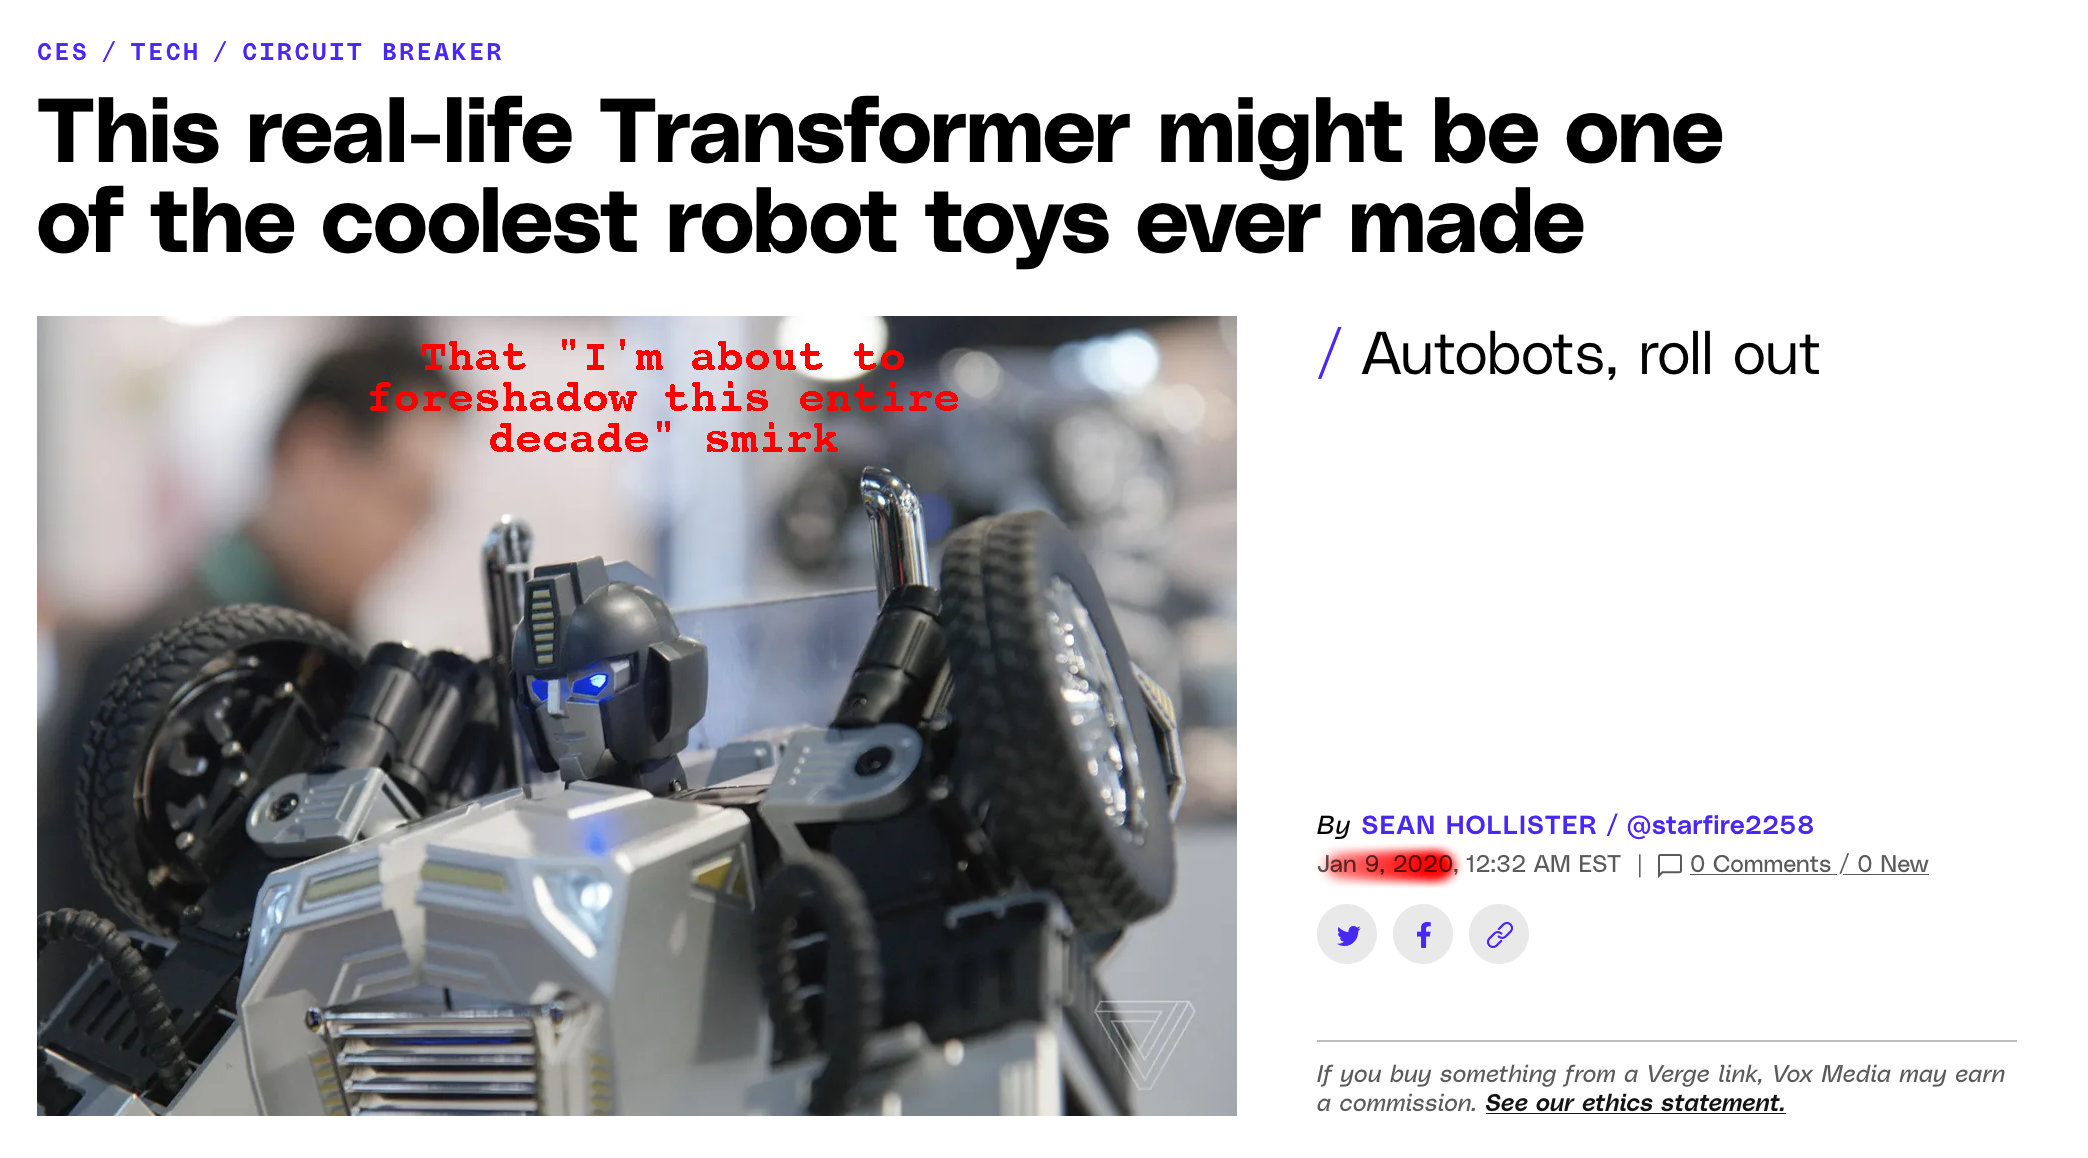 CES / TECH / CIRCUIT BREAKER
This real-life Transformer might be one
of the coolest robot toys ever made
That "I'm about to
foreshadow this entire
decade" smirk
/ Autobots, roll out
By SEAN HOLLISTER / @starfire2258
Jan 9, 2020, 12:32 AM EST | 0 Comments / 0 New
If you buy something from a Verge link, Vox Media may earn
a commission. See our ethics statement.